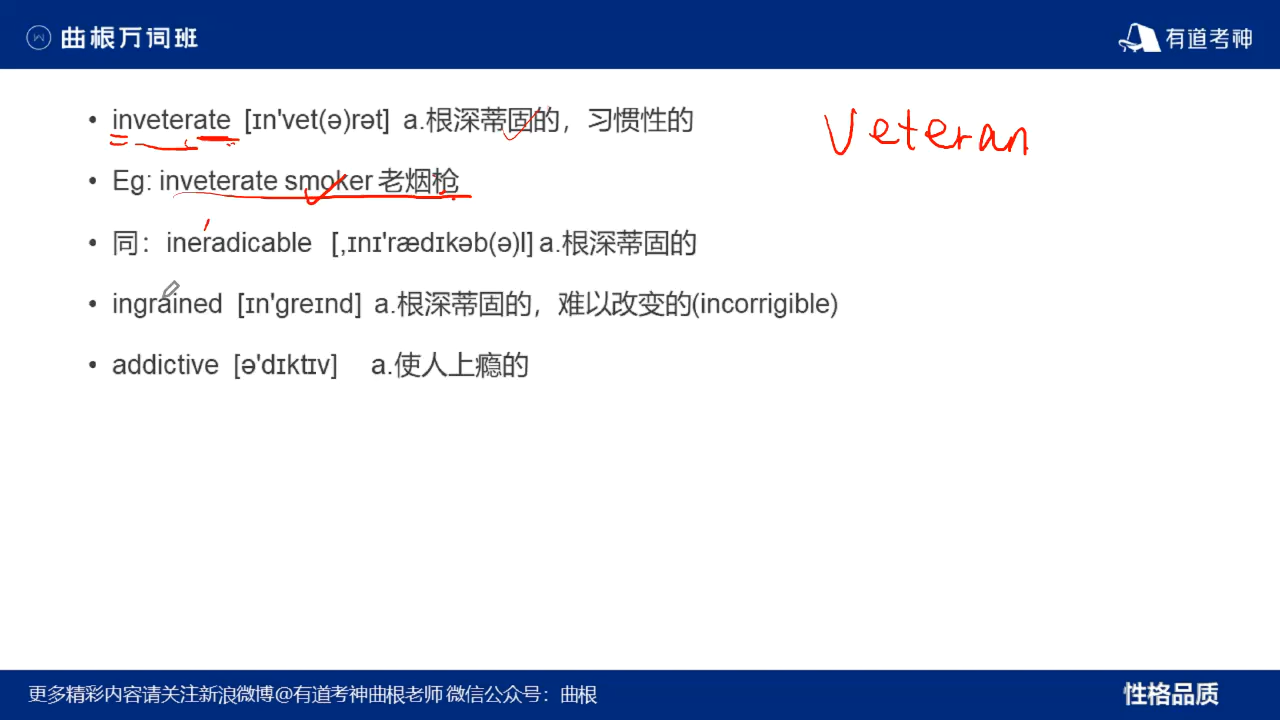 曲根万词班
有道考神
inveterate [ɪn'vet(ə)rət] a.根深蒂固的，习惯性的
Veteran
Eg: inveterate smoker 老烟枪
同：ineradicable [,ɪnɪ'rædɪkəb(ə)l] a.根深蒂固的
ingrained [ɪn'greɪnd] a.根深蒂固的，难以改变的(incorrigible)
addictive [ə'dɪktɪv] a.使人上瘾的
更多精彩内容请关注新浪微博@有道考神曲根老师 微信公众号：曲根
性格品质